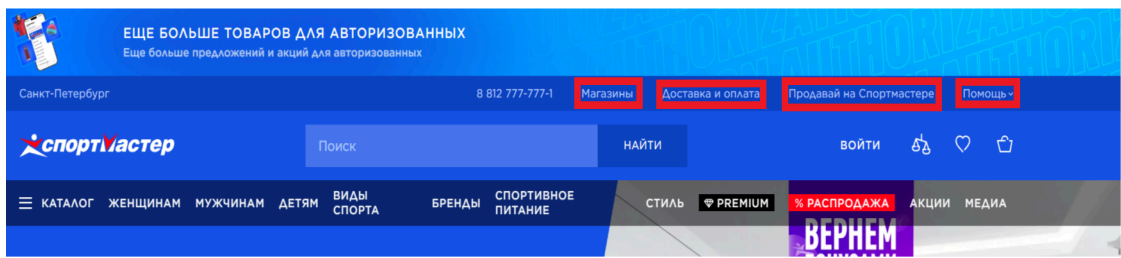 ЕЩЕ БОЛЬШЕ ТОВАРОВ ДЛЯ АВТОРИЗОВАННЫХ
Еще больше предложений и акций для авторизованных
Санкт-Петербург 8 812 777-777-1 Магазины Доставка и оплата Продавай на Спортмастере Помощь
спортмастер Поиск НАЙТИ ВОЙТИ
КАТАЛОГ ЖЕНЩИНАМ МУЖЧИНАМ ДЕТЯМ ВИДЫ СПОРТА БРЕНДЫ СПОРТИВНОЕ ПИТАНИЕ СТИЛЬ PREMIUM % РАСПРОДАЖА АКЦИИ МЕДИА
ВЕРНЕМ